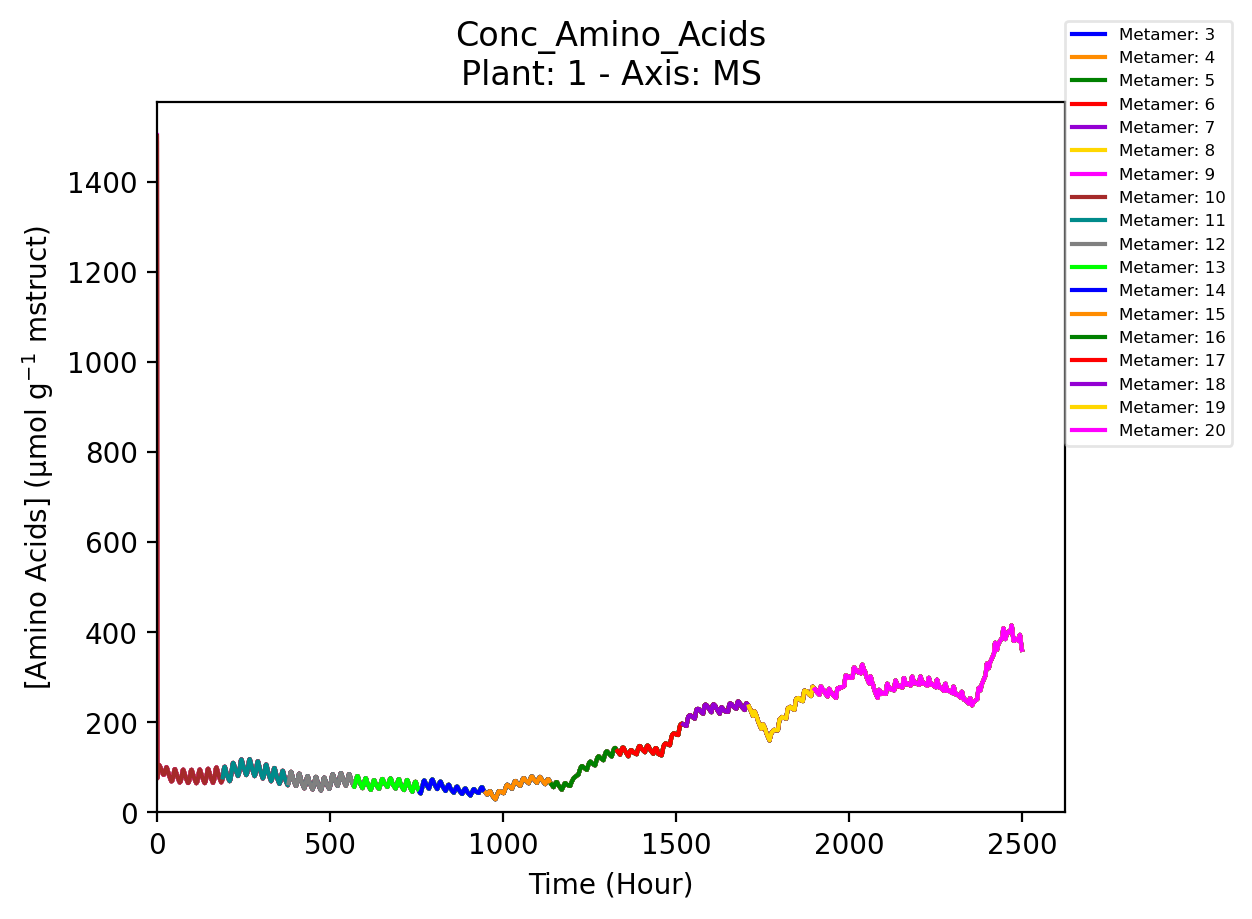 Conc_Amino_Acids
Plant: 1 - Axis: MS
Metamer: 3
Metamer: 4
Metamer: 5
Metamer: 6
Metamer: 7
Metamer: 8
Metamer: 9
Metamer: 10
Metamer: 11
Metamer: 12
Metamer: 13
Metamer: 14
Metamer: 15
Metamer: 16
Metamer: 17
Metamer: 18
Metamer: 19
Metamer: 20
[Amino Acids] (µmol g⁻¹ mstruct)
1400
1200
1000
800
600
400
200
0
0 500 1000 1500 2000 2500
Time (Hour)